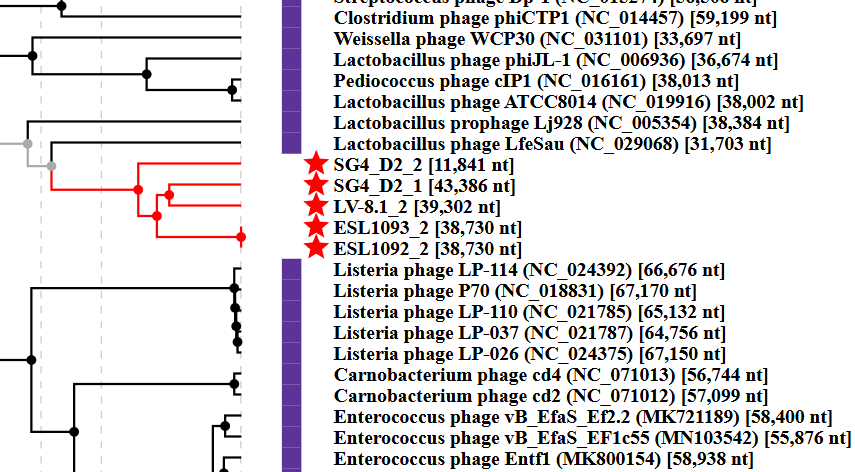 Clostridium phage phiCTP1 (NC_014457) [59,199 nt]
Weissella phage WCP30 (NC_031101) [33,697 nt]
Lactobacillus phage phiJL-1 (NC_006936) [36,674 nt]
Pediococcus phage cIP1 (NC_016161) [38,013 nt]
Lactobacillus phage ATCC8014 (NC_019916) [38,002 nt]
Lactobacillus prophage Lj928 (NC_005354) [38,384 nt]
Lactobacillus phage LfeSau (NC_029068) [31,703 nt]
SG4_D2_2 [11,841 nt]
SG4_D2_1 [43,386 nt]
LV-8.1_2 [39,302 nt]
ESL1093_2 [38,730 nt]
ESL1092_2 [38,730 nt]
Listeria phage LP-114 (NC_024392) [66,676 nt]
Listeria phage P70 (NC_018831) [67,170 nt]
Listeria phage LP-110 (NC_021785) [65,132 nt]
Listeria phage LP-037 (NC_021787) [64,756 nt]
Listeria phage LP-026 (NC_024375) [67,150 nt]
Carnobacterium phage cd4 (NC_071013) [56,744 nt]
Carnobacterium phage cd2 (NC_071012) [57,099 nt]
Enterococcus phage vB_EfaS_Ef2.2 (MK721189) [58,400 nt]
Enterococcus phage vB_EfaS_EF1c55 (MN103542) [55,876 nt]
Enterococcus phage Entf1 (MK800154) [58,938 nt]